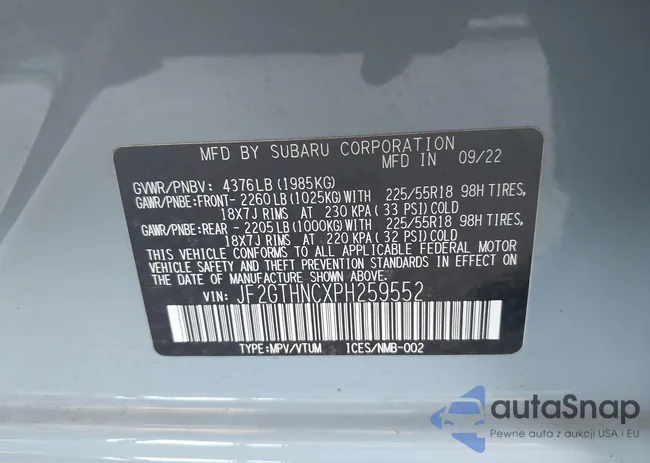 MFD BY SUBARU CORPORATION
MFD IN 09/22
GVWR/PNBV: 4376LB(1985KG)
GAWR/PNBE:FRONT- 2260LB(1025KG)WITH 225/55R18 98H TIRES,
18X7J RIMS AT 230 KPA(33 PSI)COLD
GAWR/PNBE:REAR - 2205LB(1000KG)WITH 225/55R18 98H TIRES,
18X7J RIMS AT 220 KPA(32 PSI)COLD
THIS VEHICLE CONFORMS TO ALL APPLICABLE FEDERAL MOTOR
VEHICLE SAFETY AND THEFT PREVENTION STANDARDS IN EFFECT ON
THE DATE OF MANUFACTURE SHOWN ABOVE.
VIN: JF2GTHNCXPH259552
TYPE:MPV/VTUM ICES/NMB-002
autaSnap
Pewne auta z aukcji USA i EU